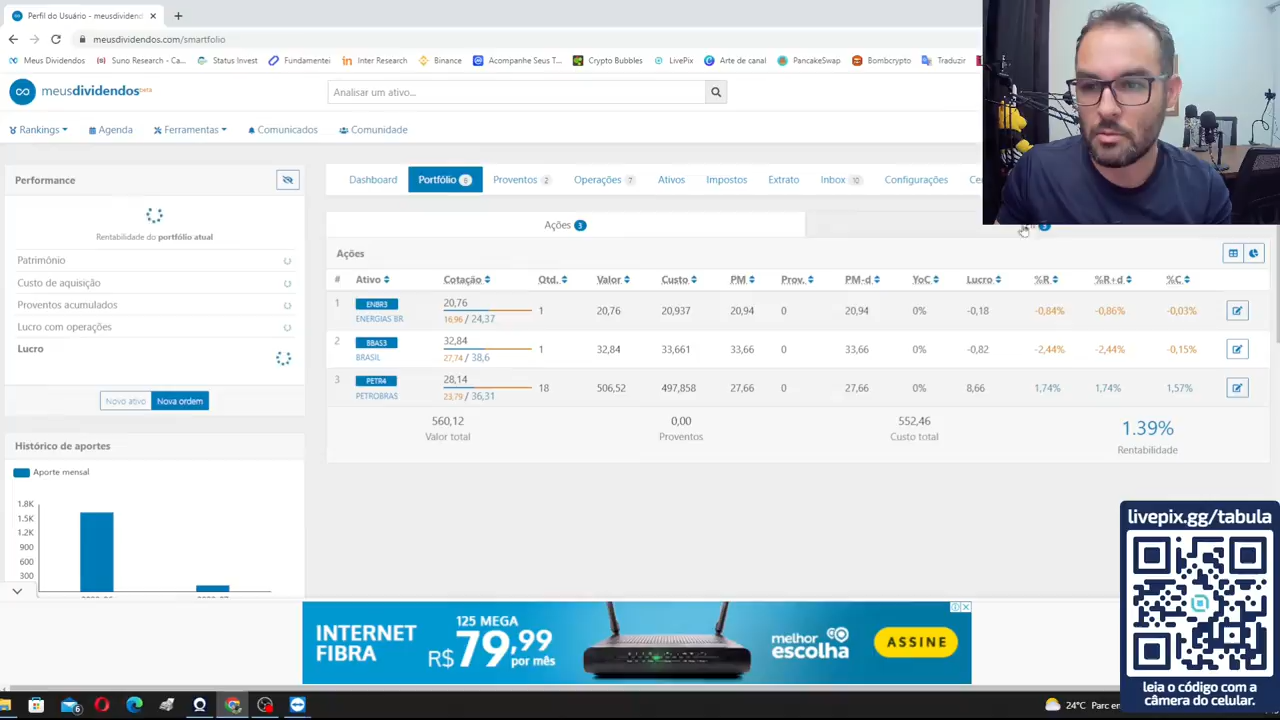 Perfil do Usuário - meusdividend
meusdividendos.com/smartfolio
Meus Dividendos Suno Research - Ca... Status Invest Fundamentei Inter Research Binance Acompanhe Seus T... Crypto Bubbles LivePix Arte de canal PancakeSwap Bombcrypto Traduzir
meusdividendos beta
Analisar um ativo...
Rankings Agenda Ferramentas Comunicados Comunidade
Performance
Rentabilidade do portfólio atual
Patrimônio
Custo de aquisição
Proventos acumulados
Lucro com operações
Lucro
Novo ativo Nova ordem
Histórico de aportes
Aporte mensal
1.8K
1.5K
1.2K
900
600
300
Dashboard Portfólio 6 Proventos 2 Operações 7 Ativos Impostos Extrato Inbox 10 Configurações
Ações 3
3
Ações
# Ativo Cotação Qtd. Valor Custo PM Prov. PM-d YoC Lucro %R %R+d %C
1 ENBR3 20,76 1 20,76 20,937 20,94 0 20,94 0% -0,18 -0,84% -0,86% -0,03%
ENERGIAS BR 16,96 / 24,37
2 BBAS3 32,84 1 32,84 33,661 33,66 0 33,66 0% -0,82 -2,44% -2,44% -0,15%
BRASIL 27,74 / 38,6
3 PETR4 28,14 18 506,52 497,858 27,66 0 27,66 0% 8,66 1,74% 1,74% 1,57%
PETROBRAS 23,79 / 36,31
560,12 0,00 552,46 1.39%
Valor total Proventos Custo total Rentabilidade
INTERNET
FIBRA
125 MEGA
R$ 79,99
por mês
melhor
escolha
ASSINE
livepix.gg/tabula
leia o código com a
câmera do celular.
24°C Parc en